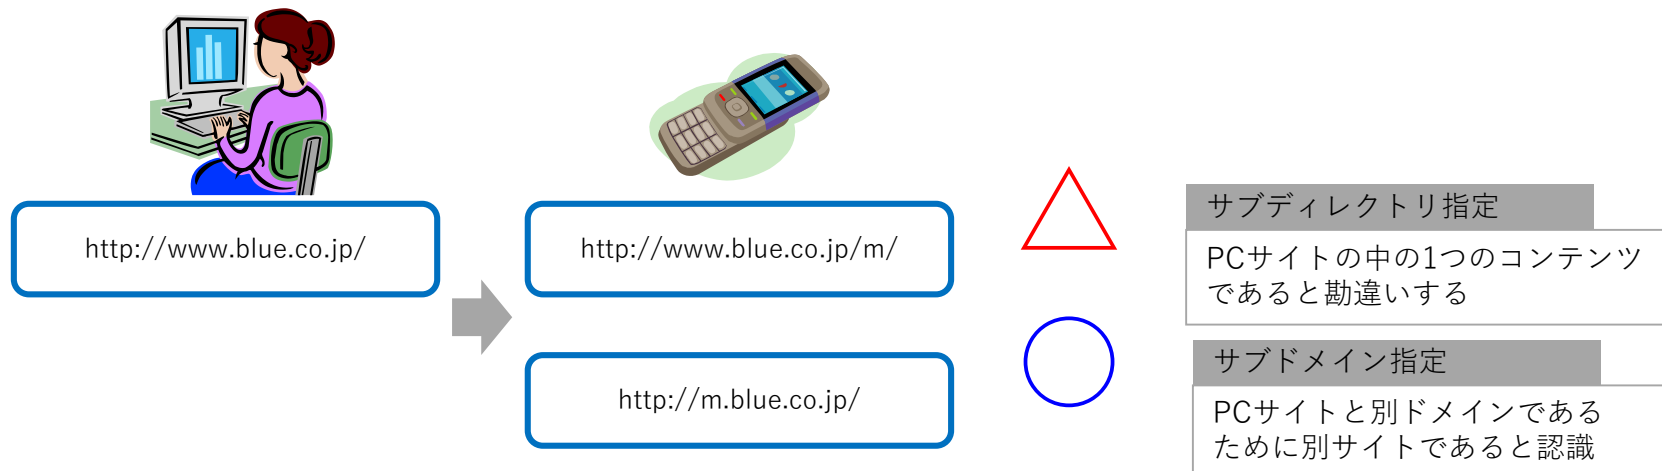 http://www.blue.co.jp/
http://www.blue.co.jp/m/
サブディレクトリ指定
PCサイトの中の1つのコンテンツ
であると勘違いする
http://m.blue.co.jp/
サブドメイン指定
PCサイトと別ドメインである
ために別サイトであると認識